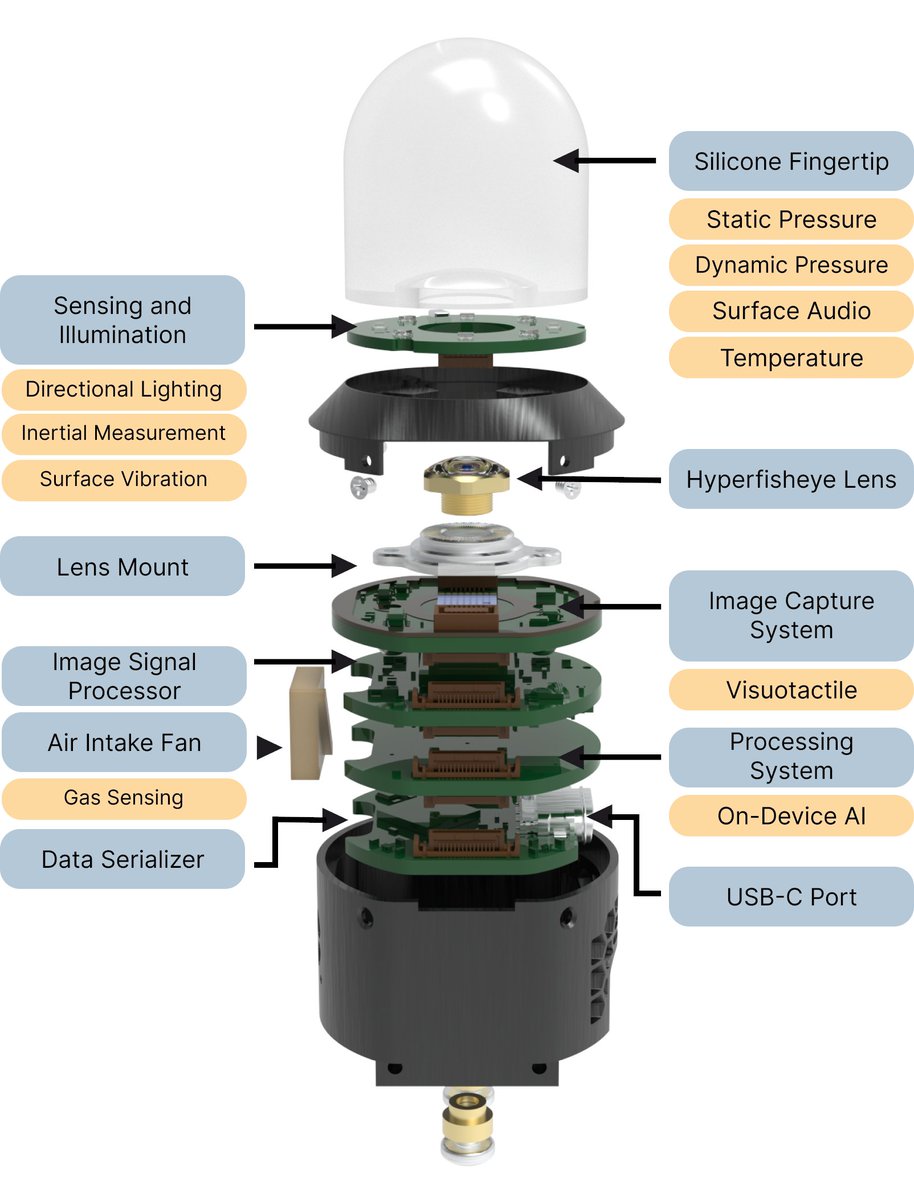 Silicone Fingertip
Static Pressure
Dynamic Pressure
Surface Audio
Temperature
Sensing and
Illumination
Directional Lighting
Inertial Measurement
Surface Vibration
Hyperfisheye Lens
Lens Mount
Image Capture
System
Visuotactile
Image Signal
Processor
Air Intake Fan
Gas Sensing
Processing
System
On-Device AI
Data Serializer
USB-C Port